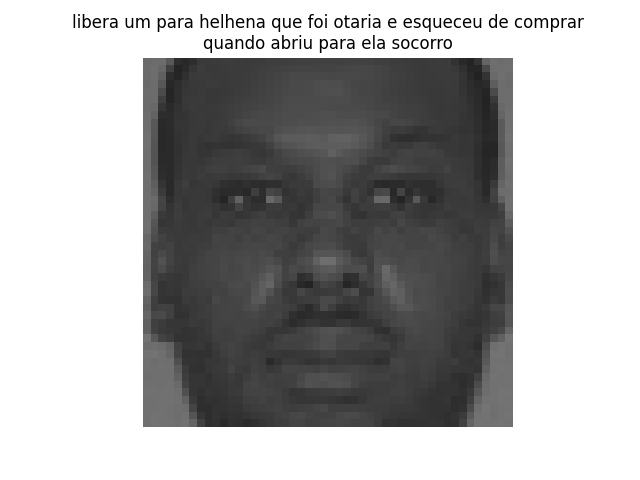 libera um para helhena que foi otaria e esqueceu de comprar
quando abriu para ela socorro